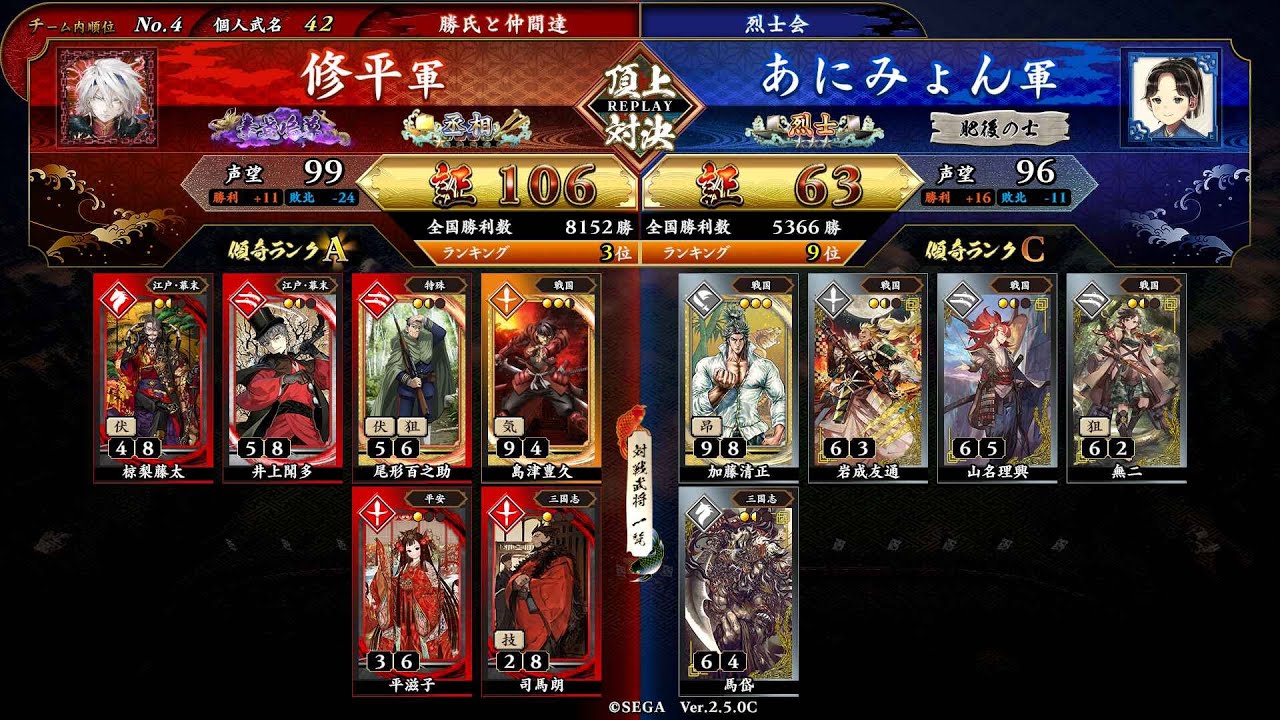 チーム内順位 No.4 個人武名 42 勝氏と仲間達
烈士会
修平軍
頂上
REPLAY
対決
あにみょん軍
丞相
烈士
肥後の士
声望 99
勝利 +11 敗北 -24
証 106
証 63
声望 96
勝利 +16 敗北 -11
全国勝利数 8152勝
全国勝利数 5366勝
傾奇ランクA
ランキング 3位
ランキング 9位
傾奇ランクC
江戸・幕末
伏
4 8
椋梨藤太
江戸・幕末
5 8
井上聞多
特殊
伏 狙
5 6
尾形百之助
戦国
気
9 4
島津豊久
戦国
昴
9 8
加藤清正
戦国
6 3
岩成友通
戦国
6 5
山名理興
戦国
狙
6 2
無二
対戦武将一覧
平安
3 6
平滋子
三国志
技
2 8
司馬朗
三国志
6 4
馬岱
©SEGA Ver.2.5.0C